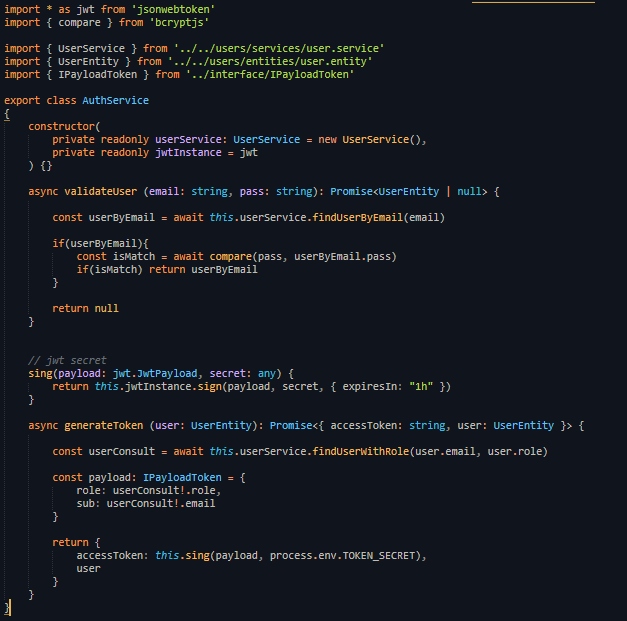 import * as jwt from 'jsonwebtoken'
import { compare } from 'bcryptjs'
import { UserService } from '../../users/services/user.service'
import { UserEntity } from '../../users/entities/user.entity'
import { IPayloadToken } from '../interface/IPayloadToken'
export class AuthService
{
constructor(
private readonly userService: UserService = new UserService(),
private readonly jwtInstance = jwt
) {}
async validateUser (email: string, pass: string): Promise<UserEntity | null> {
const userByEmail = await this.userService.findUserByEmail(email)
if(userByEmail){
const isMatch = await compare(pass, userByEmail.pass)
if(isMatch) return userByEmail
}
return null
}
// jwt secret
sing(payload: jwt.JwtPayload, secret: any) {
return this.jwtInstance.sign(payload, secret, { expiresIn: "1h" })
}
async generateToken (user: UserEntity): Promise<{ accessToken: string, user: UserEntity }> {
const userConsult = await this.userService.findUserWithRole(user.email, user.role)
const payload: IPayloadToken = {
role: userConsult!.role,
sub: userConsult!.email
}
return {
accessToken: this.sing(payload, process.env.TOKEN_SECRET),
user
}
}
}